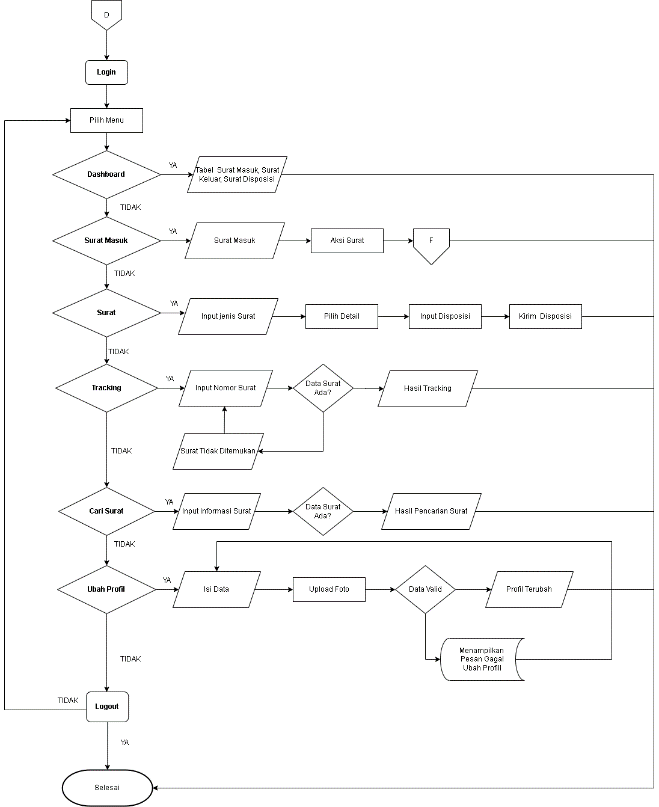 D
Login
Pilih Menu
Dashboard
YA
Tabel Surat Masuk, Surat
Keluar, Surat Disposisi
TIDAK
Surat Masuk
YA
Surat Masuk
Aksi Surat
F
TIDAK
Surat
YA
Input jenis Surat
Pilih Detail
Input Disposisi
Kirim Disposisi
TIDAK
Tracking
YA
Input Nomor Surat
Data Surat
Ada?
Hasil Tracking
Surat Tidak Ditemukan
TIDAK
Cari Surat
YA
Input Informasi Surat
Data Surat
Ada?
Hasil Pencarian Surat
TIDAK
Ubah Profil
YA
Isi Data
Upload Foto
Data Valid
Profil Terubah
Menampilkan
Pesan Gagal
Ubah Profill
TIDAK
TIDAK
Logout
YA
Selesai